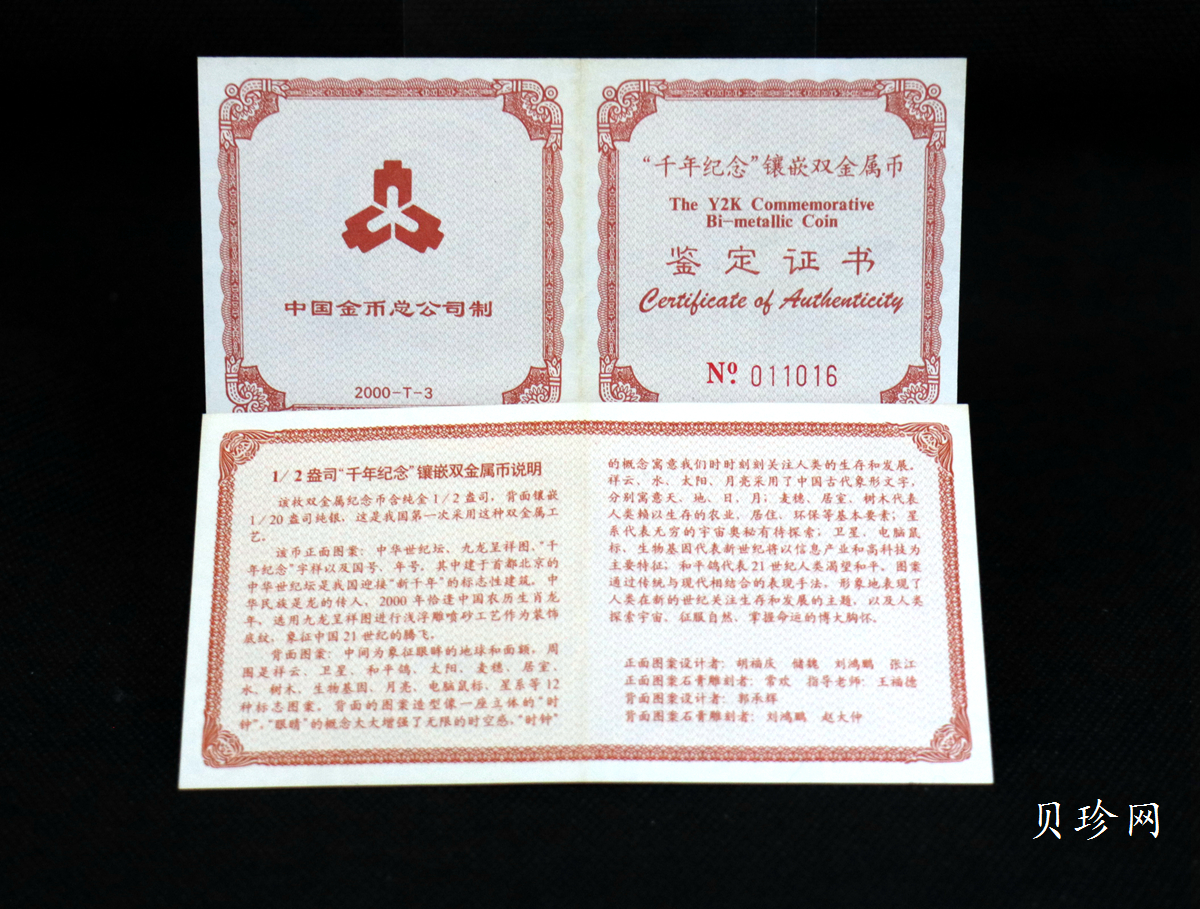 中国金币总公司制
2000-T-3
“千年纪念”镶嵌双金属币
The Y2K Commemorative
Bi-metallic Coin
鉴定证书
Certificate of Authenticity
Nº 011016
1/2盎司“千年纪念”镶嵌双金属币说明
该枚双金属纪念币含纯金1/2盎司，背面镶嵌
1/20盎司纯银，这是我国第一次采用这种双金属工
艺。
该币正面图案：中华世纪坛、九龙呈祥图、“千
年纪念”字样以及国号、年号，其中建于首都北京的
中华世纪坛是我国迎接“新千年”的标志性建筑，中
华民族是龙的传人，2000年恰逢中国农历生肖龙
年，选用九龙呈祥图进行浅浮雕喷砂工艺作为装饰
底纹，象征中国21世纪的腾飞。
背面图案：中间为象征眼眸的地球和面额，周
围是祥云、卫星、和平鸽、太阳、麦穗、居室、
水、树木、生物基因、月亮、电脑鼠标、星系等12
种标志图案。背面的图案造型像一座立体的“时
钟”，“眼睛”的概念大大增强了无限的时空感，“时钟”
的概念寓意我们时时刻刻关注人类的生存和发展。
祥云、水、太阳、月亮采用了中国古代象形文字，
分别寓意天、地、日、月；麦穗、居室、树木代表
人类赖以生存的农业、居住、环保等基本要素；星
系代表无穷的宇宙奥秘有待探索；卫星、电脑鼠
标、生物基因代表新世纪将以信息产业和高科技为
主要特征；和平鸽代表21世纪人类渴望和平。图案
通过传统与现代相结合的表现手法，形象地表现了
人类在新的世纪关注生存和发展的主题，以及人类
探索宇宙、征服自然、掌握命运的博大胸怀。
正面图案设计者：胡福庆 储魏 刘鸿鹏 张江
正面图案石膏雕刻者：常欢 指导老师：王福德
背面图案设计者：郭承辉
背面图案石膏雕刻者：刘鸿鹏 赵大仲
贝珍网